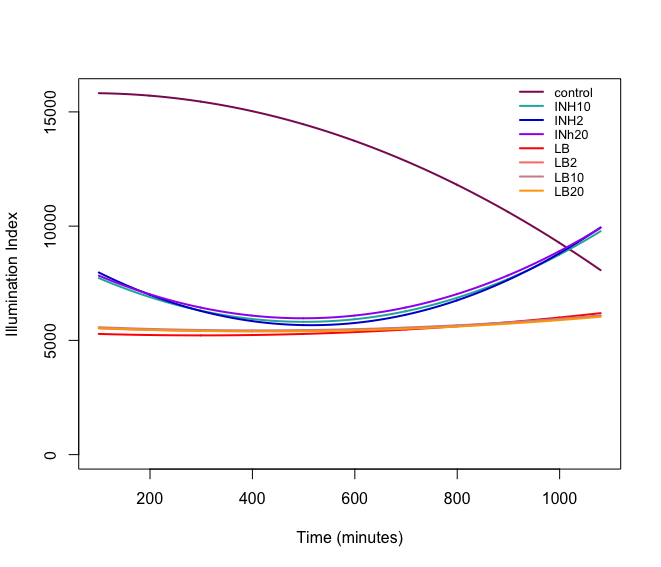 control
INH10
INH2
INh20
LB
LB2
LB10
LB20
Illumination Index
15000
10000
5000
0
200 400 600 800 1000
Time (minutes)